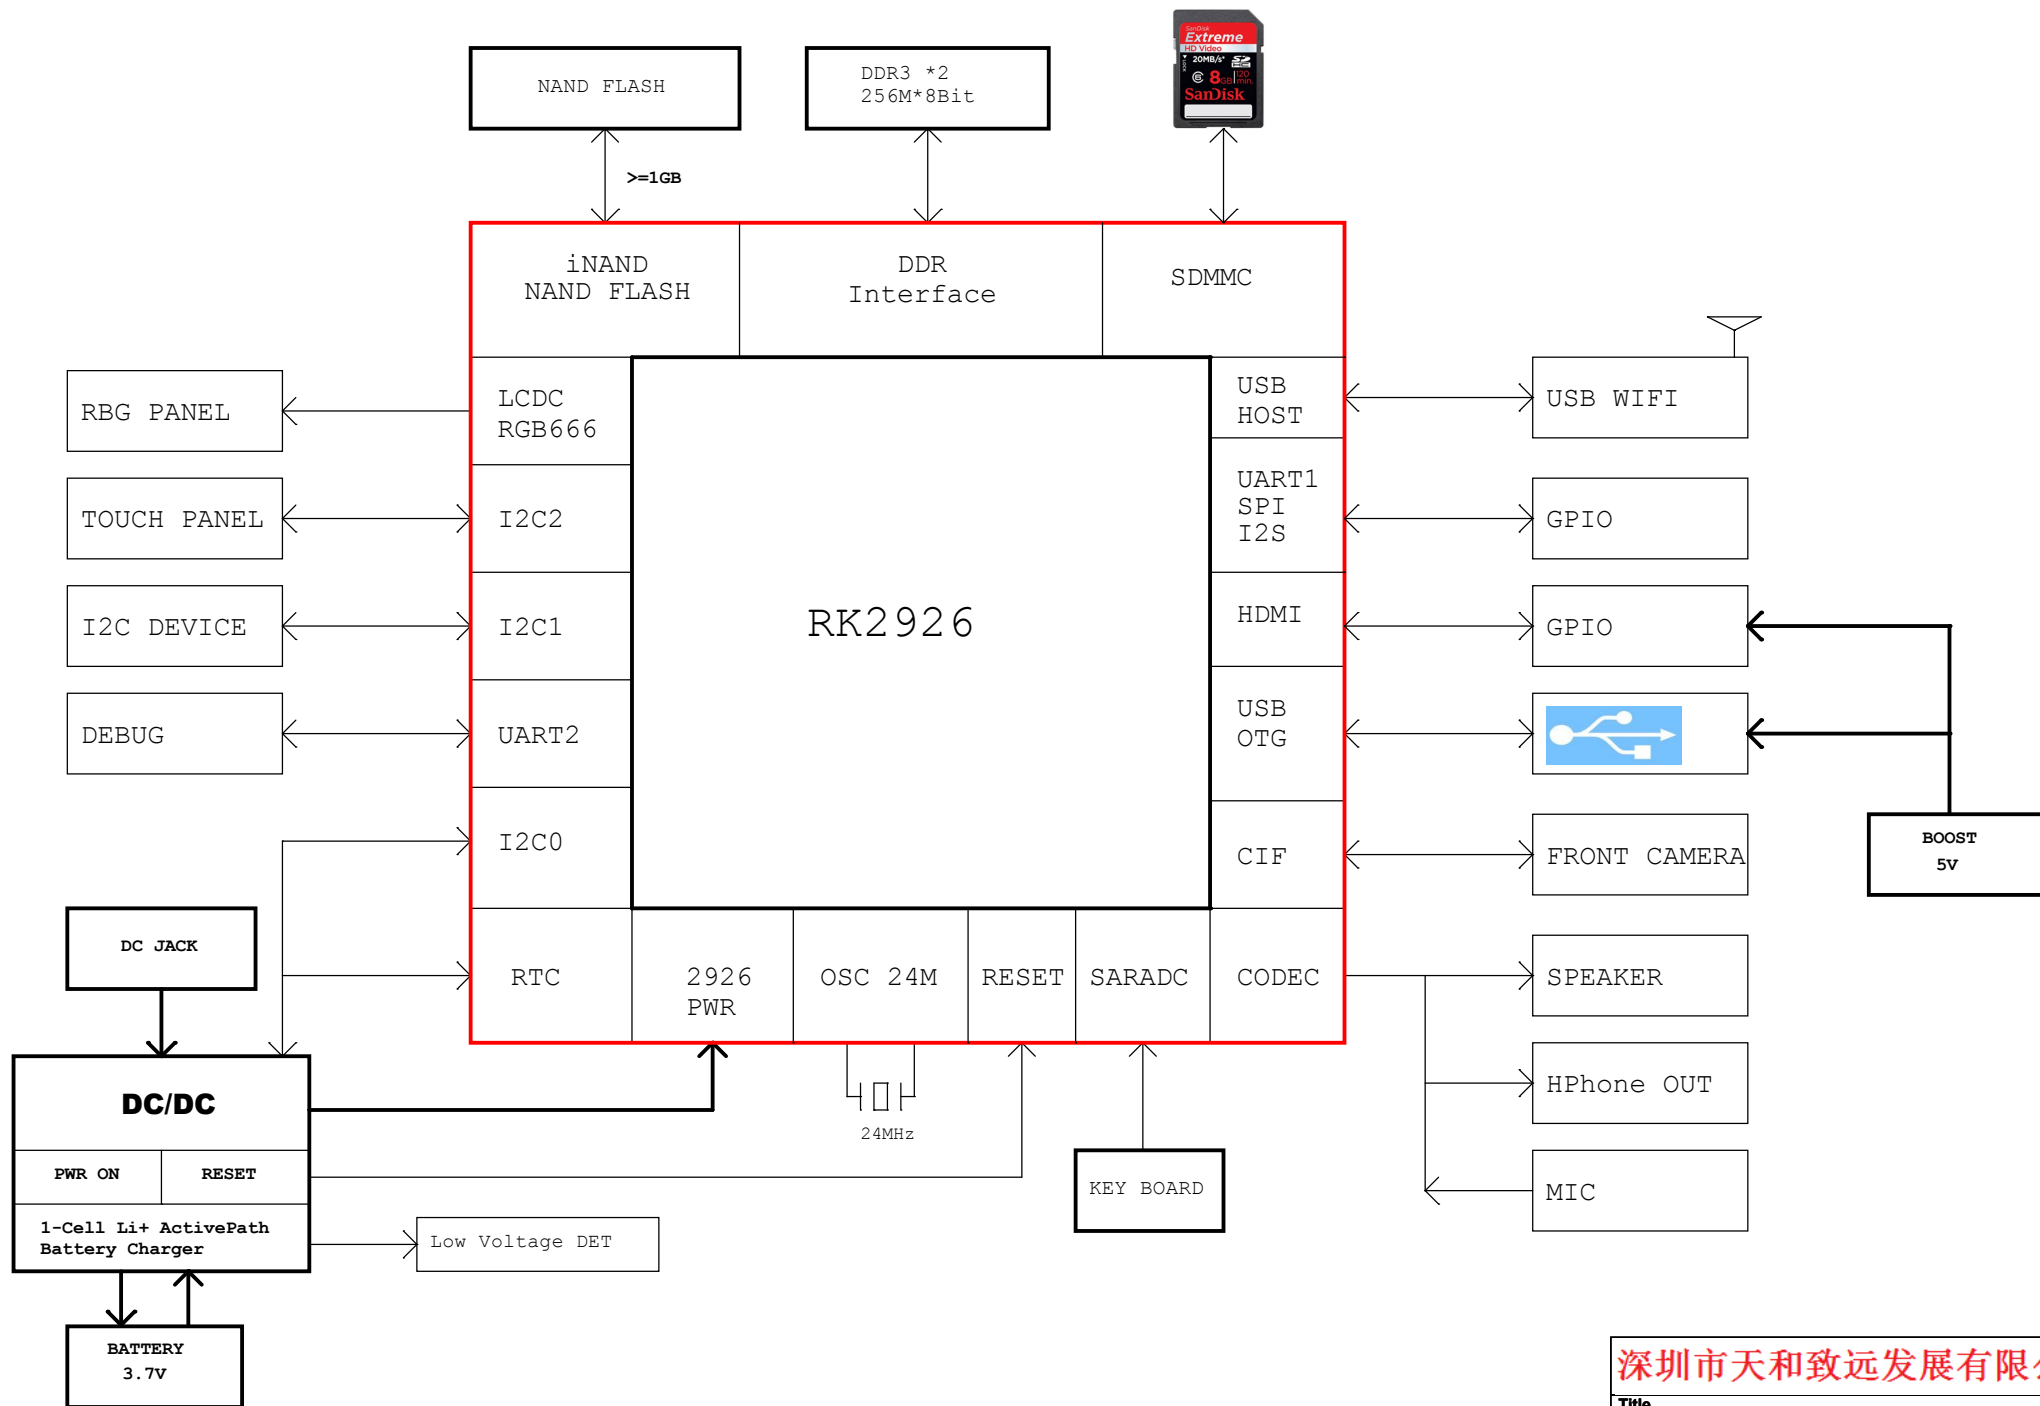 SanDisk
Extreme
HD Video
20MB/s*
8GB
120
min.
SanDisk
NAND FLASH
DDR3 *2
256M*8Bit
>=1GB
iNAND
NAND FLASH
DDR
Interface
SDMMC
RBG PANEL
LCDC
RGB666
USB
HOST
USB WIFI
TOUCH PANEL
I2C2
UART1
SPI
I2S
GPIO
I2C DEVICE
I2C1
RK2926
HDMI
GPIO
DEBUG
UART2
USB
OTG
I2C0
CIF
FRONT CAMERA
BOOST
5V
DC JACK
RTC
2926
PWR
OSC 24M
RESET
SARADC
CODEC
SPEAKER
DC/DC
24MHz
HPhone OUT
PWR ON
RESET
KEY BOARD
MIC
1-Cell Li+ ActivePath
Battery Charger
Low Voltage DET
BATTERY
3.7V
深圳市天和致远发展有限
Title